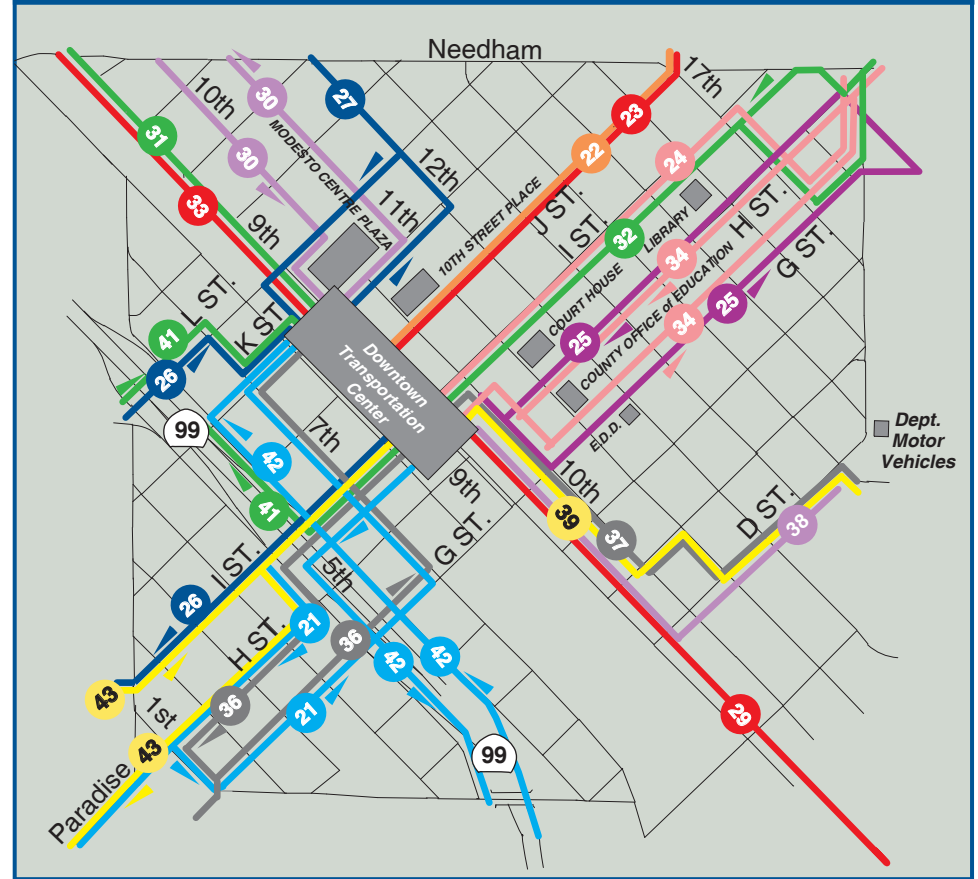 Needham
17th
10th
30
27
30
MODESTO CENTRE PLAZA
12th
11th
31
33
9th
23
22
24
J ST.
I ST.
32
10TH STREET PLACE
LIBRARY
H ST.
G ST.
34
COURT HOUSE
COUNTY OFFICE of EDUCATION
25
34
25
E.D.D.
L ST.
K ST.
41
26
99
Downtown
Transportation
Center
7th
42
41
9th
G ST.
10th
39
37
D ST.
38
Dept.
Motor
Vehicles
I ST.
5th
26
H ST.
21
36
42
42
43
1st
36
21
43
Paradise
99
29